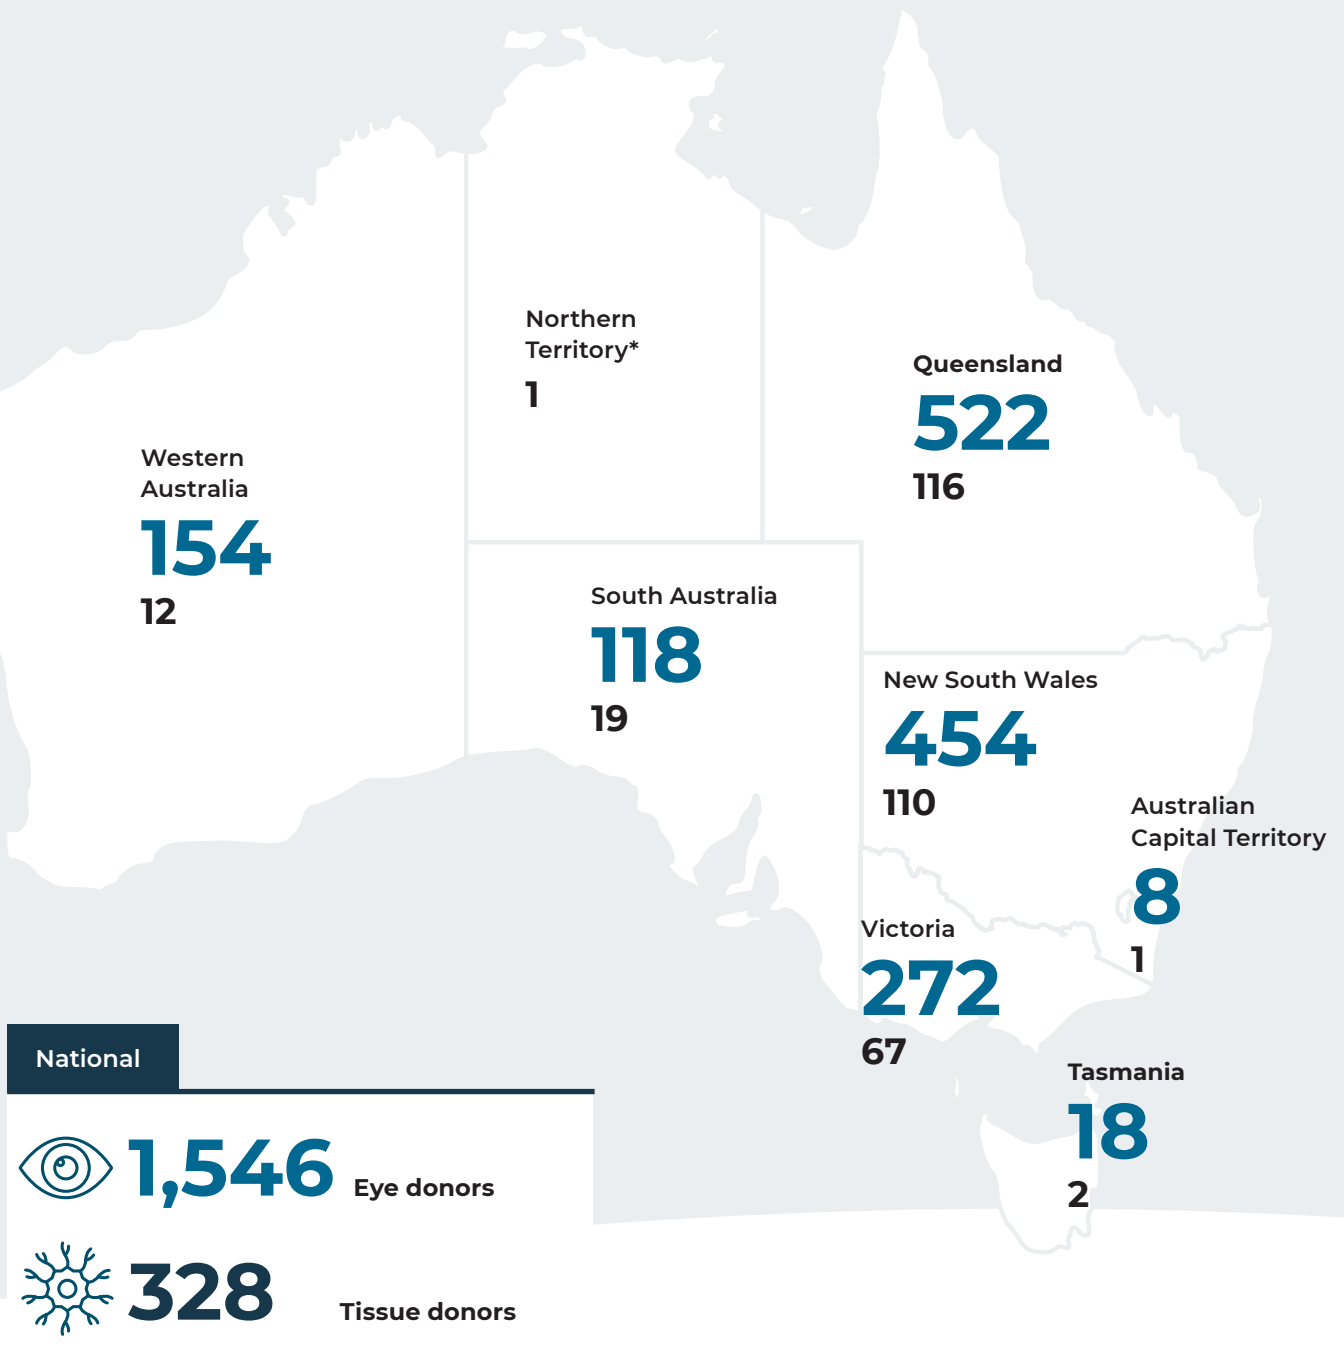 Northern
Territory*
1
Queensland
522
116
Western
Australia
154
12
South Australia
118
19
New South Wales
454
110
Australian
Capital Territory
8
1
Victoria
272
67
Tasmania
18
2
National
1,546 Eye donors
328 Tissue donors